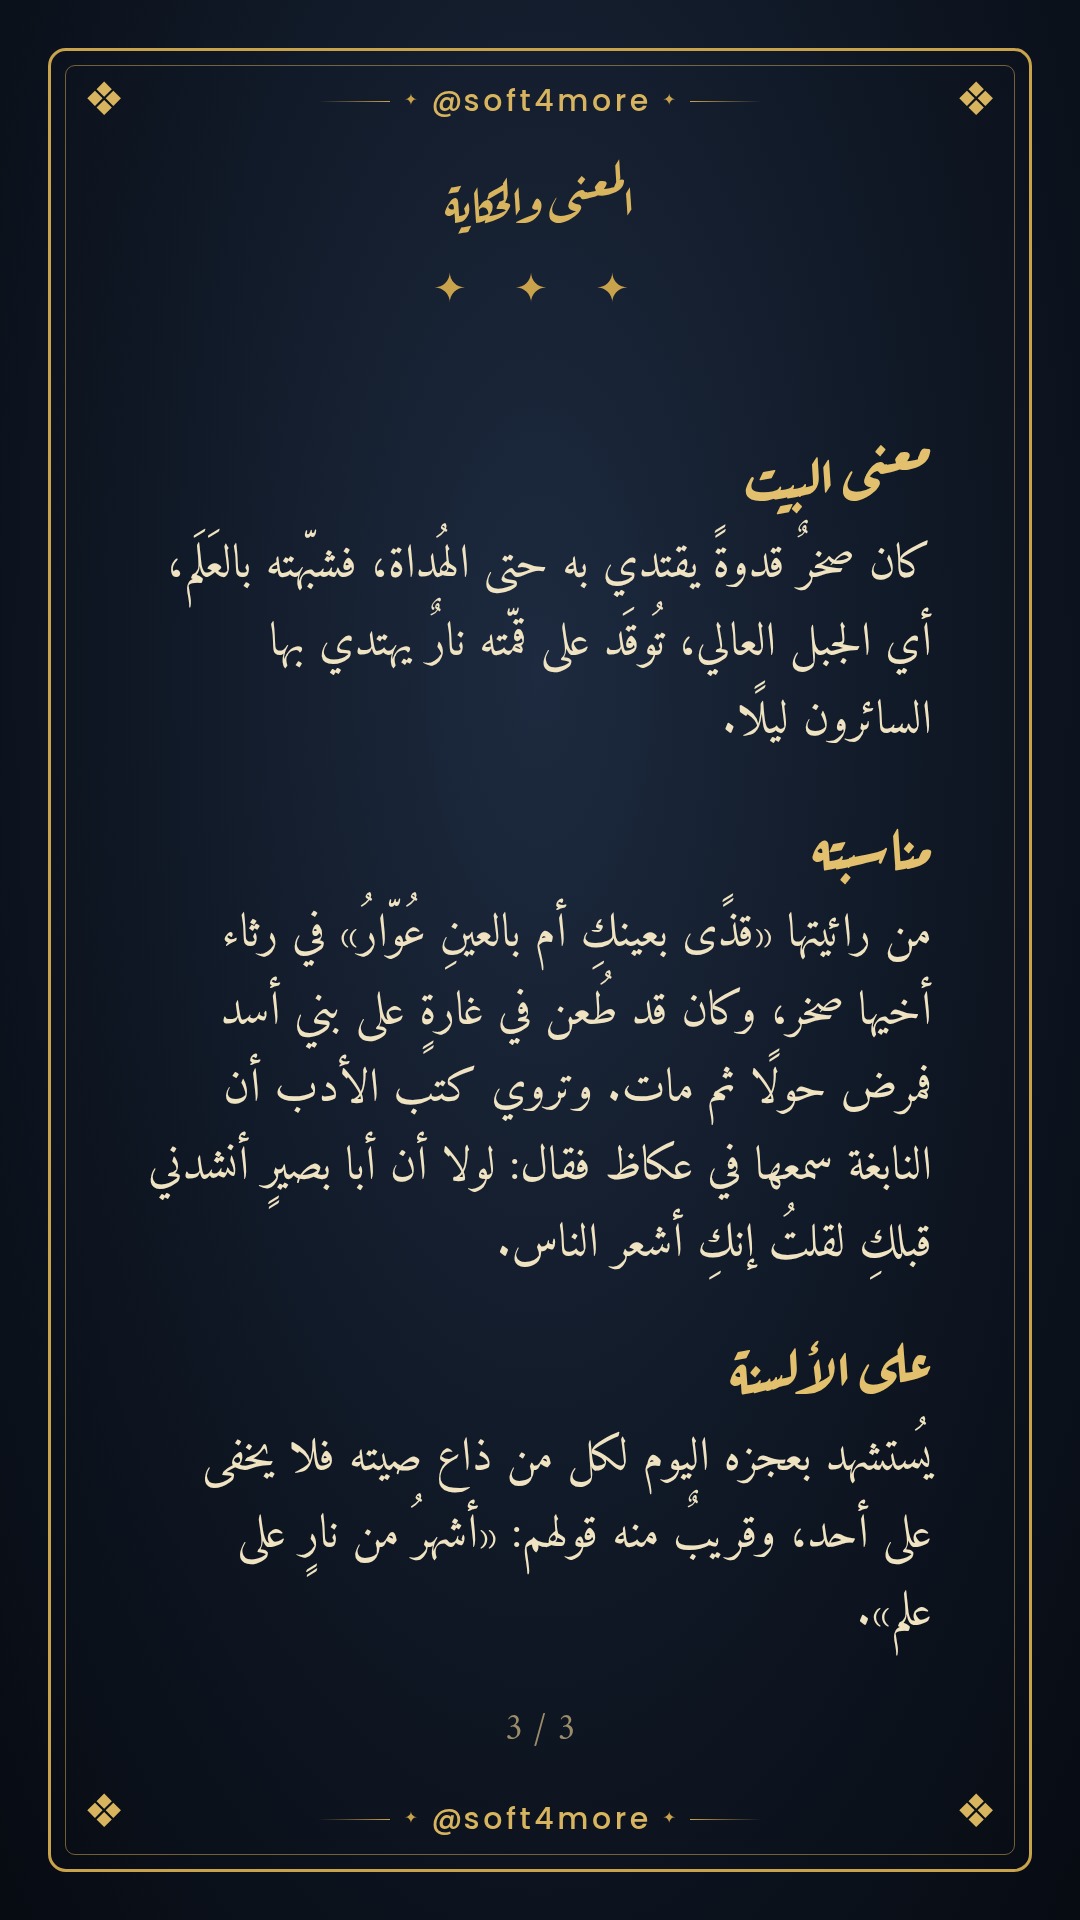 @soft4more
المعنى والحكاية
معنى البيت
كان صخرٌ قدوةً يقتدي به حتى الهُداة، فشبّهته بالعَلَم،
أي الجبل العالي، تُوقَد على قمّته نارٌ يهتدي بها
السائرون ليلًا.
مناسبته
من رائيتها «قذًى بعينكِ أم بالعينِ عُوّارُ» في رثاء
أخيها صخر، وكان قد طُعن في غارةٍ على بني أسد
فمرض حولًا ثم مات. وتروي كتب الأدب أن
النابغة سمعها في عكاظ فقال: لولا أن أبا بصيرٍ أنشدني
قبلكِ لقلتُ إنكِ أشعر الناس.
على الألسنة
يُستشهد بعجزه اليوم لكل من ذاع صيته فلا يخفى
على أحد، وقريبٌ منه قولهم: «أشهرُ من نارٍ على
علم».
3 / 3
@soft4more